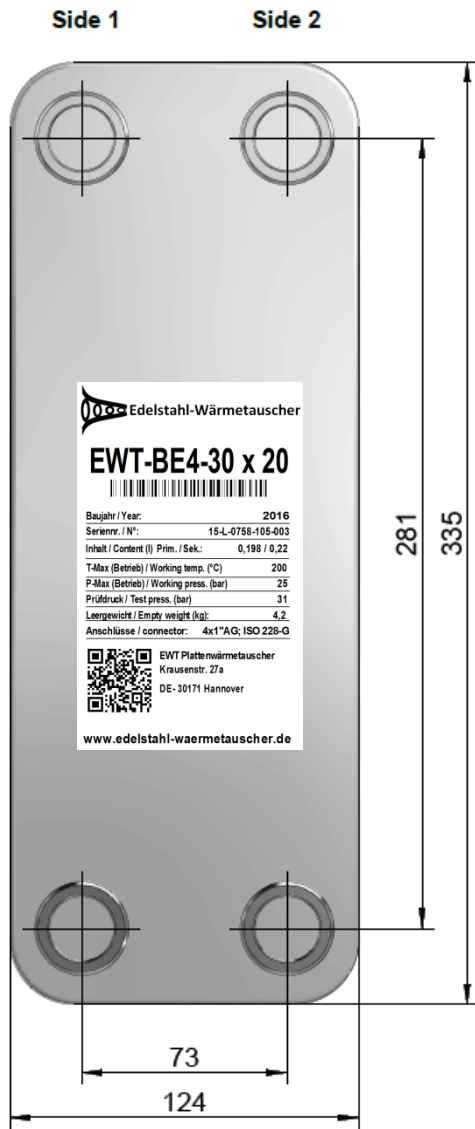 Side 1 Side 2
Edelstahl-Wärmetauscher
EWT-BE4-30 x 20
Baujahr / Year: 2016
Seriennr. / N°: 15-L-0758-105-003
Inhalt / Content (l) Prim. / Sek.: 0,198 / 0,22
T-Max (Betrieb) / Working temp. (°C) 200
P-Max (Betrieb) / Working press. (bar) 25
Prüfdruck / Test press. (bar) 31
Leergewicht / Empty weight (kg): 4,2
Anschlüsse / connector: 4x1"AG; ISO 228-G
EWT Plattenwärmetauscher
Krausenstr. 27a
DE- 30171 Hannover
www.edelstahl-waermetauscher.de
281
335
73
124